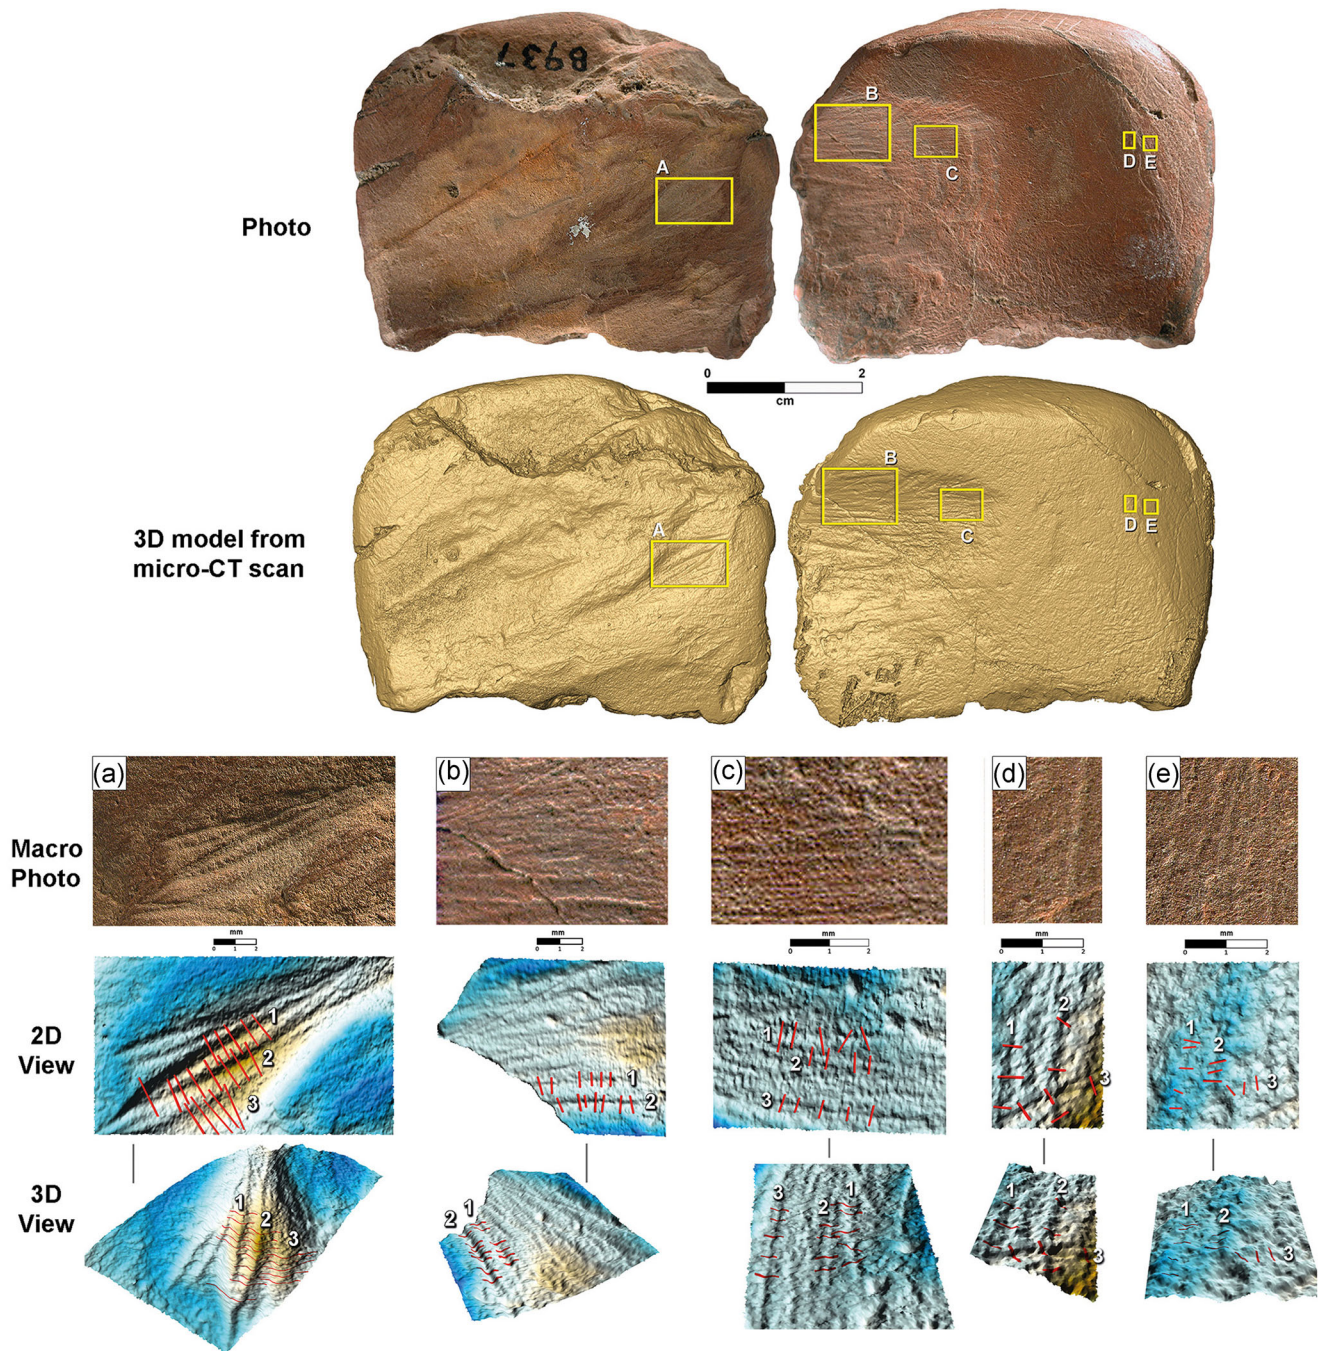 B937
A
B
C
D
E
Photo
0 2
cm
3D model from
micro-CT scan
A
B
C
D
E
(a)
(b)
(c)
(d)
(e)
Macro
Photo
mm
0 1 2
mm
0 1 2
mm
0 1 2
mm
0 1 2
mm
0 1 2
2D
View
1
2
3
1
2
1
2
3
1
2
3
1
2
3
3D
View
1
2
3
1
2
3
2
1
1
2
3
1
2
3